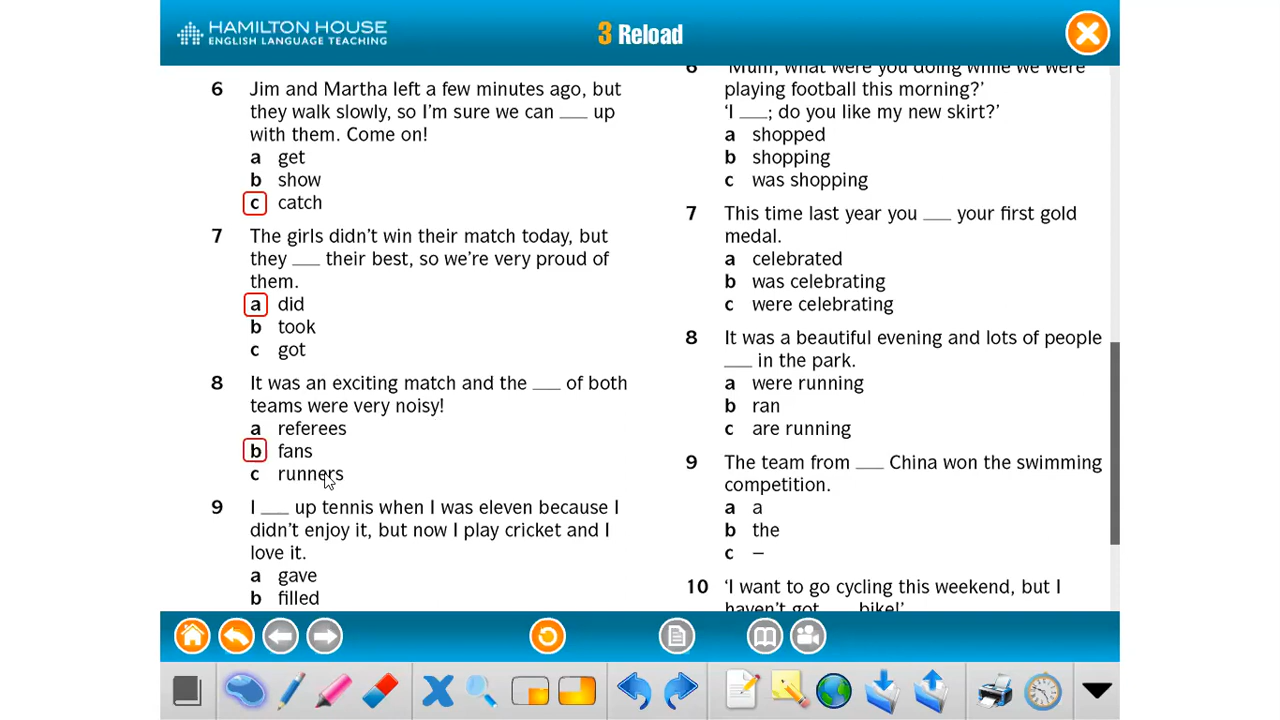 HAMILTON HOUSE
ENGLISH LANGUAGE TEACHING
3 Reload
6 Jim and Martha left a few minutes ago, but
they walk slowly, so I'm sure we can ___ up
with them. Come on!
a get
b show
c catch
7 The girls didn't win their match today, but
they ___ their best, so we're very proud of
them.
a did
b took
c got
8 It was an exciting match and the ___ of both
teams were very noisy!
a referees
b fans
c runners
9 I ___ up tennis when I was eleven because I
didn't enjoy it, but now I play cricket and I
love it.
a gave
b filled
6 'Mum, what were you doing while we were
playing football this morning?'
'I ___; do you like my new skirt?'
a shopped
b shopping
c was shopping
7 This time last year you ___ your first gold
medal.
a celebrated
b was celebrating
c were celebrating
8 It was a beautiful evening and lots of people
___ in the park.
a were running
b ran
c are running
9 The team from ___ China won the swimming
competition.
a a
b the
c –
10 'I want to go cycling this weekend, but I
haven't got ___ bike!'